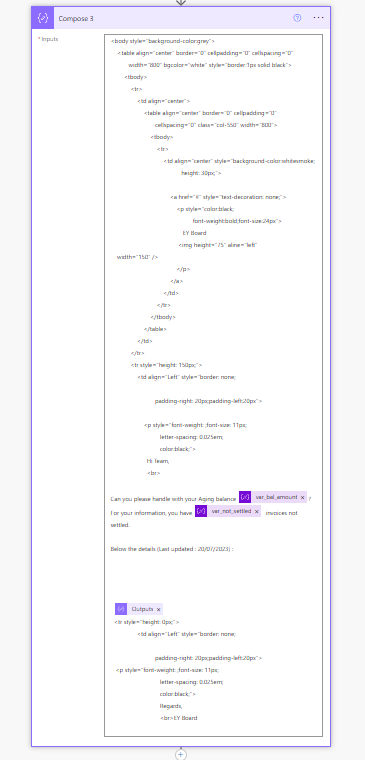 Compose 3
* Inputs
<body style="background-color:grey">
<table align="center" border="0" cellpadding="0" cellspacing="0"
width="800" bgcolor="white" style="border:1px solid black">
<tbody>
<tr>
<td align="center">
<table align="center" border="0" cellpadding="0"
cellspacing="0" class="col-550" width="800">
<tbody>
<tr>
<td align="center" style="background-color:whitesmoke;
height: 30px;">
<a href="#" style="text-decoration: none;">
<p style="color:black;
font-weight:bold;font-size:24px">
EY Board
<img height="75" aline="left"
width="150" />
</p>
</a>
</td>
</tr>
</tbody>
</table>
</td>
</tr>
<tr style="height: 150px;">
<td align="Left" style="border: none;
padding-right: 20px;padding-left:20px">
<p style="font-weight: ;font-size: 11px;
letter-spacing: 0.025em;
color:black;">
Hi Team,
<br>
Can you please handle with your Aging balance var_bal_amount × ?
For your information, you have var_not_settled × invoices not
settled.
Below the details (Last updated : 20/07/2023) :
Outputs ×
<tr style="height: 0px;">
<td align="Left" style="border: none;
padding-right: 20px;padding-left:20px">
<p style="font-weight: ;font-size: 11px;
letter-spacing: 0.025em;
color:black;">
Regards,
<br>EY Board